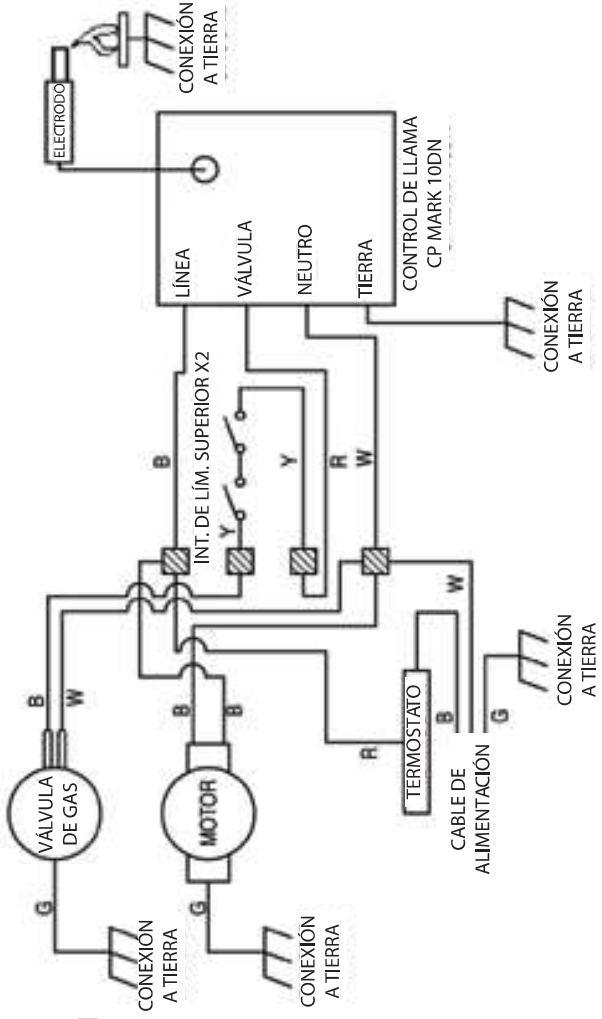 ELECTRODO
CONEXIÓN
A TIERRA
LÍNEA
VÁLVULA
NEUTRO
TIERRA
CONTROL DE LLAMA
CP MARK 10DN
CONEXIÓN
A TIERRA
INT. DE LÍM. SUPERIOR X2
B
Y
Y
R
W
VÁLVULA
DE GAS
B
W
G
CONEXIÓN
A TIERRA
MOTOR
B
B
G
CONEXIÓN
A TIERRA
R
TERMOSTATO
B
W
G
CABLE DE
ALIMENTACIÓN
CONEXIÓN
A TIERRA